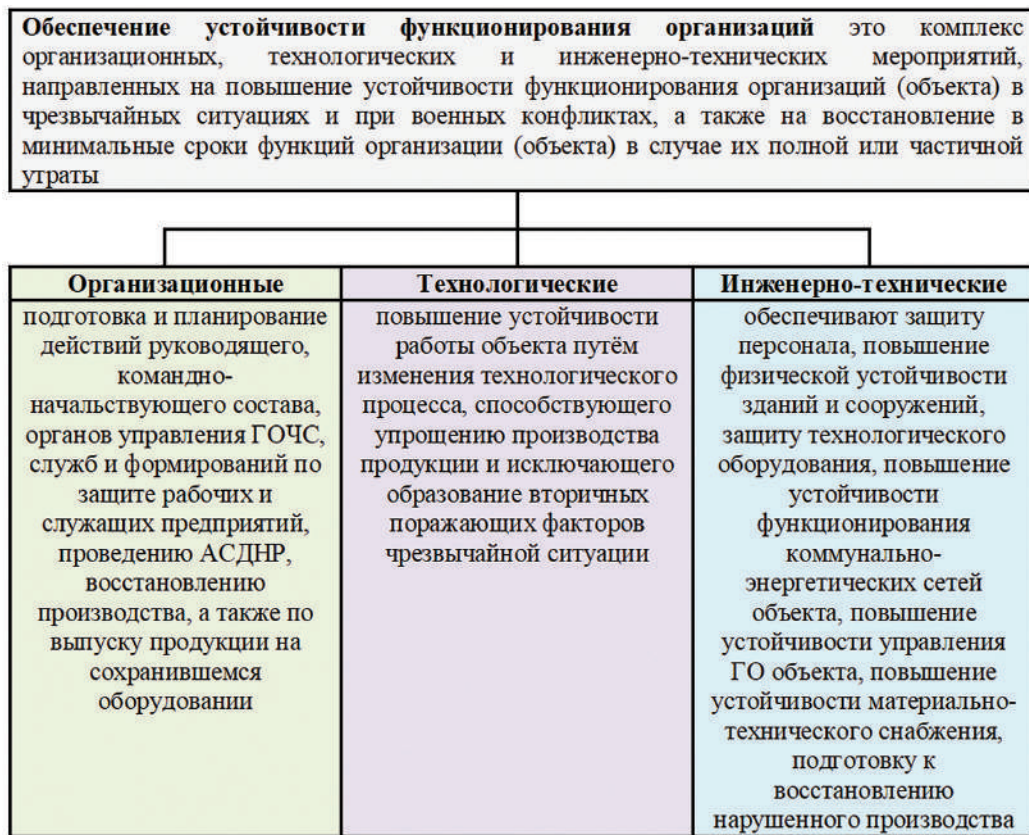 Обеспечение устойчивости функционирования организаций это комплекс
организационных, технологических и инженерно-технических мероприятий,
направленных на повышение устойчивости функционирования организаций (объекта) в
чрезвычайных ситуациях и при военных конфликтах, а также на восстановление в
минимальные сроки функций организации (объекта) в случае их полной или частичной
утраты
Организационные
подготовка и планирование
действий руководящего,
командно-
начальствующего состава,
органов управления ГОЧС,
служб и формирований по
защите рабочих и
служащих предприятий,
проведению АСДНР,
восстановлению
производства, а также по
выпуску продукции на
сохранившемся
оборудовании
Технологические
повышение устойчивости
работы объекта путём
изменения технологического
процесса, способствующего
упрощению производства
продукции и исключающего
образование вторичных
поражающих факторов
чрезвычайной ситуации
Инженерно-технические
обеспечивают защиту
персонала, повышение
физической устойчивости
зданий и сооружений,
защиту технологического
оборудования, повышение
устойчивости
функционирования
коммунально-
энергетических сетей
объекта, повышение
устойчивости управления
ГО объекта, повышение
устойчивости материально-
технического снабжения,
подготовку к
восстановлению
нарушенного производства